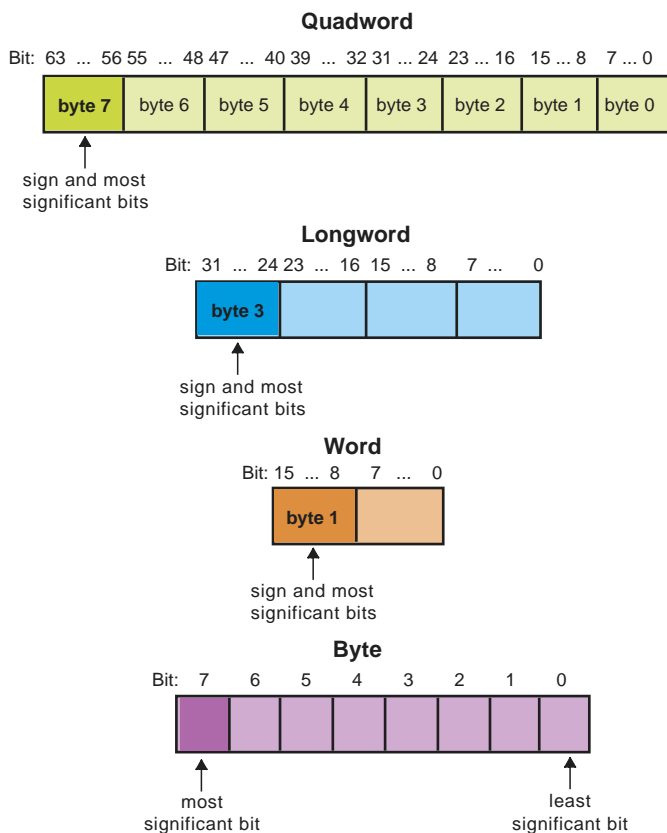 Quadword
Bit: 63 ... 56 55 ... 48 47 ... 40 39 ... 32 31 ... 24 23 ... 16 15 ... 8 7 ... 0
byte 7 byte 6 byte 5 byte 4 byte 3 byte 2 byte 1 byte 0
sign and most
significant bits
Longword
Bit: 31 ... 24 23 ... 16 15 ... 8 7 ... 0
byte 3
sign and most
significant bits
Word
Bit: 15 ... 8 7 ... 0
byte 1
sign and most
significant bits
Byte
Bit: 7 6 5 4 3 2 1 0
most
significant bit
least
significant bit